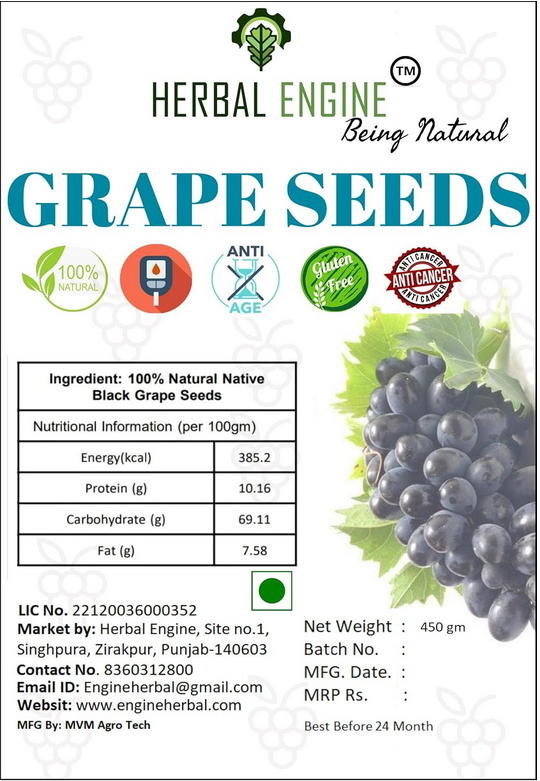 HERBAL ENGINE
TM
Being Natural
GRAPE SEEDS
100%
NATURAL
ANTI
AGE
Gluten
Free
ANTI CANCER
ANTI CANCER
ANTI CANCER
Ingredient: 100% Natural Native
Black Grape Seeds
Nutritional Information (per 100gm)
Energy(kcal) 385.2
Protein (g) 10.16
Carbohydrate (g) 69.11
Fat (g) 7.58
LIC No. 22120036000352
Market by: Herbal Engine, Site no.1,
Singhpura, Zirakpur, Punjab-140603
Contact No. 8360312800
Email ID: Engineherbal@gmail.com
Websit: www.engineherbal.com
MFG By: MVM Agro Tech
Net Weight : 450 gm
Batch No. :
MFG. Date. :
MRP Rs. :
Best Before 24 Month